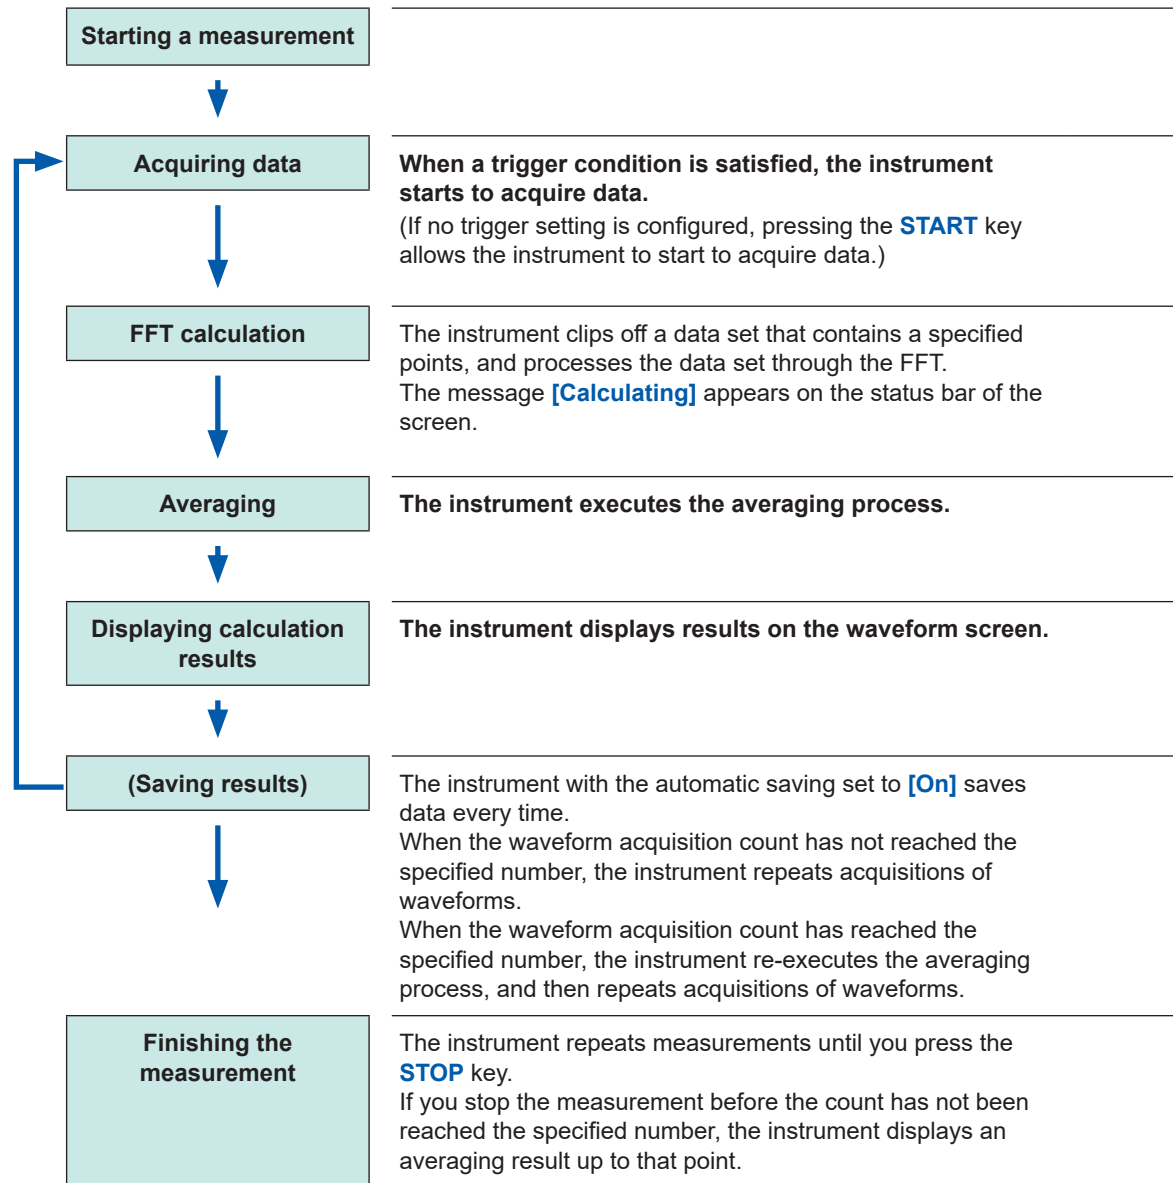 Starting a measurement
Acquiring data
When a trigger condition is satisfied, the instrument
starts to acquire data.
(If no trigger setting is configured, pressing the START key
allows the instrument to start to acquire data.)
FFT calculation
The instrument clips off a data set that contains a specified
points, and processes the data set through the FFT.
The message [Calculating] appears on the status bar of the
screen.
Averaging
The instrument executes the averaging process.
Displaying calculation
results
The instrument displays results on the waveform screen.
(Saving results)
The instrument with the automatic saving set to [On] saves
data every time.
When the waveform acquisition count has not reached the
specified number, the instrument repeats acquisitions of
waveforms.
When the waveform acquisition count has reached the
specified number, the instrument re-executes the averaging
process, and then repeats acquisitions of waveforms.
Finishing the
measurement
The instrument repeats measurements until you press the
STOP key.
If you stop the measurement before the count has not been
reached the specified number, the instrument displays an
averaging result up to that point.